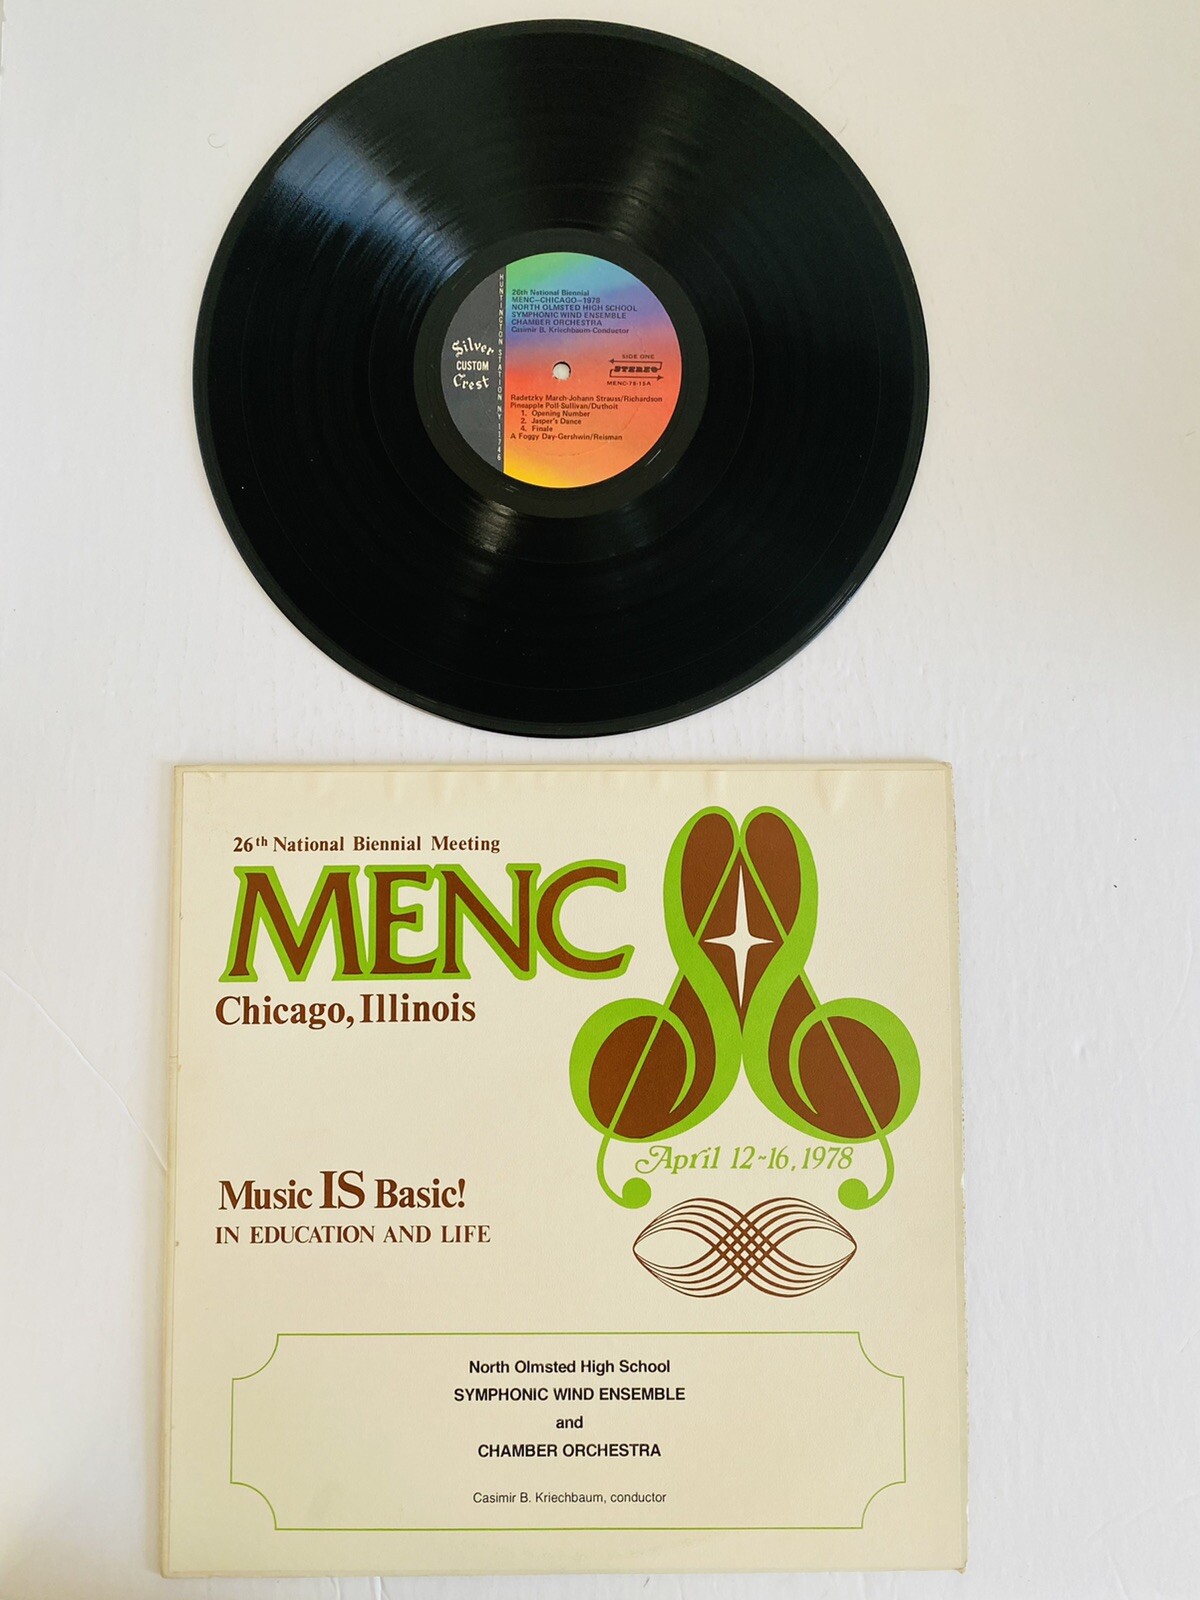 Silver
CUSTOM
Crest
HUNTINGTON STATION NY 11746
26th National Biennial
MENC-CHICAGO-1978
NORTH OLMSTED HIGH SCHOOL
SYMPHONIC WIND ENSEMBLE
CHAMBER ORCHESTRA
Casimir B. Kriechbaum-Conductor
SIDE ONE
STEREO
MENC-78-15A
Radetzky March-Johann Strauss/Richardson
Pineapple Poll-Sullivan/Duthoit
1. Opening Number
2. Jasper's Dance
4. Finale
A Foggy Day-Gershwin/Reisman
26th National Biennial Meeting
MENC
Chicago, Illinois
April 12-16, 1978
Music IS Basic!
IN EDUCATION AND LIFE
North Olmsted High School
SYMPHONIC WIND ENSEMBLE
and
CHAMBER ORCHESTRA
Casimir B. Kriechbaum, conductor